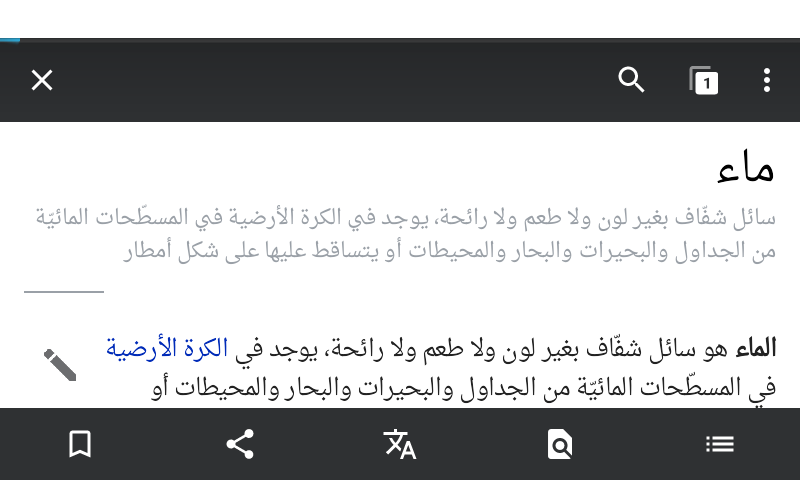 1
ماء
سائل شفّاف بغير لون ولا طعم ولا رائحة، يوجد في الكرة الأرضية في المسطّحات المائيّة
من الجداول والبحيرات والبحار والمحيطات أو يتساقط عليها على شكل أمطار
الماء هو سائل شفّاف بغير لون ولا طعم ولا رائحة، يوجد في الكرة الأرضية
في المسطّحات المائيّة من الجداول والبحيرات والبحار والمحيطات أو